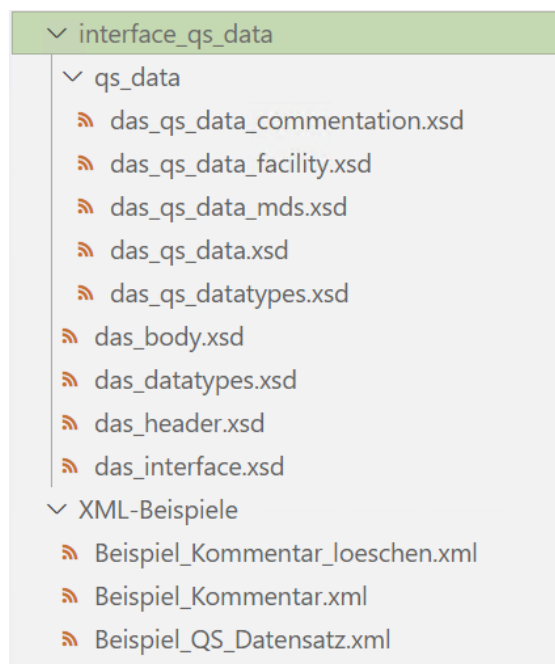 interface_qs_data
qs_data
das_qs_data_commentation.xsd
das_qs_data_facility.xsd
das_qs_data_mds.xsd
das_qs_data.xsd
das_qs_datatypes.xsd
das_body.xsd
das_datatypes.xsd
das_header.xsd
das_interface.xsd
XML-Beispiele
Beispiel_Kommentar_loeschen.xml
Beispiel_Kommentar.xml
Beispiel_QS_Datensatz.xml